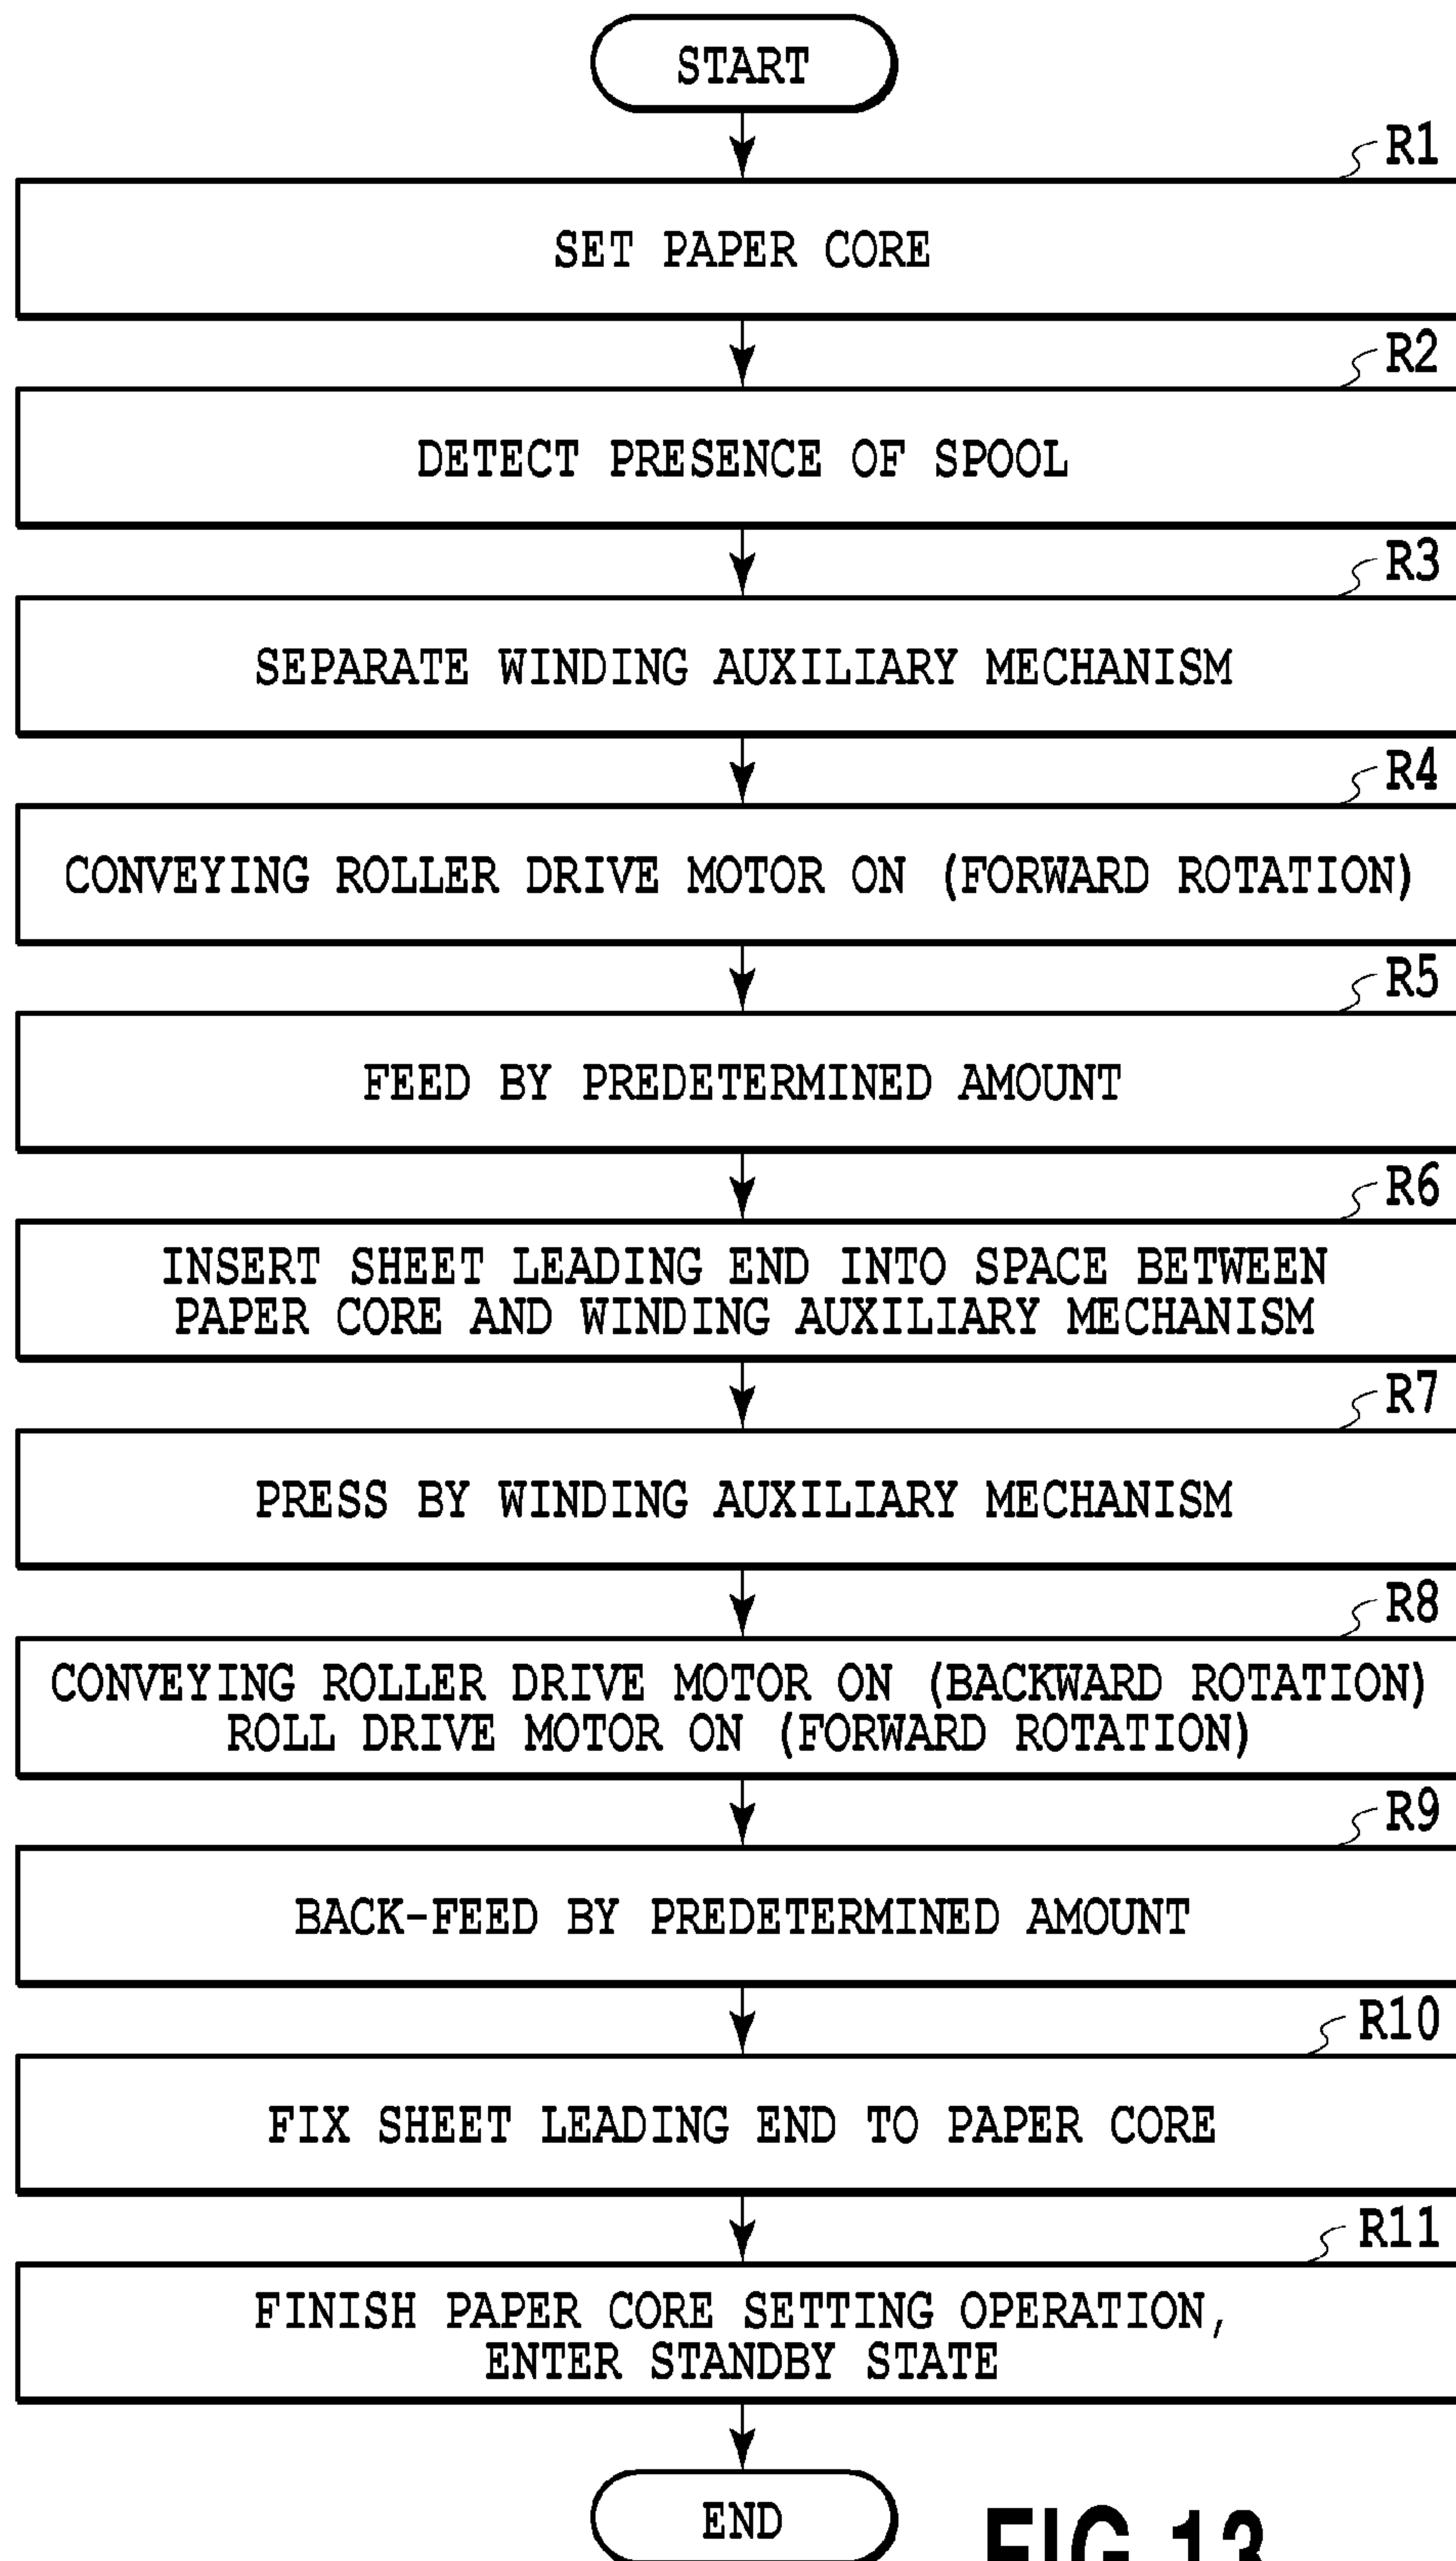 START
R1
SET PAPER CORE
R2
DETECT PRESENCE OF SPOOL
R3
SEPARATE WINDING AUXILIARY MECHANISM
R4
CONVEYING ROLLER DRIVE MOTOR ON (FORWARD ROTATION)
R5
FEED BY PREDETERMINED AMOUNT
R6
INSERT SHEET LEADING END INTO SPACE BETWEEN
PAPER CORE AND WINDING AUXILIARY MECHANISM
R7
PRESS BY WINDING AUXILIARY MECHANISM
R8
CONVEYING ROLLER DRIVE MOTOR ON (BACKWARD ROTATION)
ROLL DRIVE MOTOR ON (FORWARD ROTATION)
R9
BACK-FEED BY PREDETERMINED AMOUNT
R10
FIX SHEET LEADING END TO PAPER CORE
R11
FINISH PAPER CORE SETTING OPERATION,
ENTER STANDBY STATE
END
FIG.13